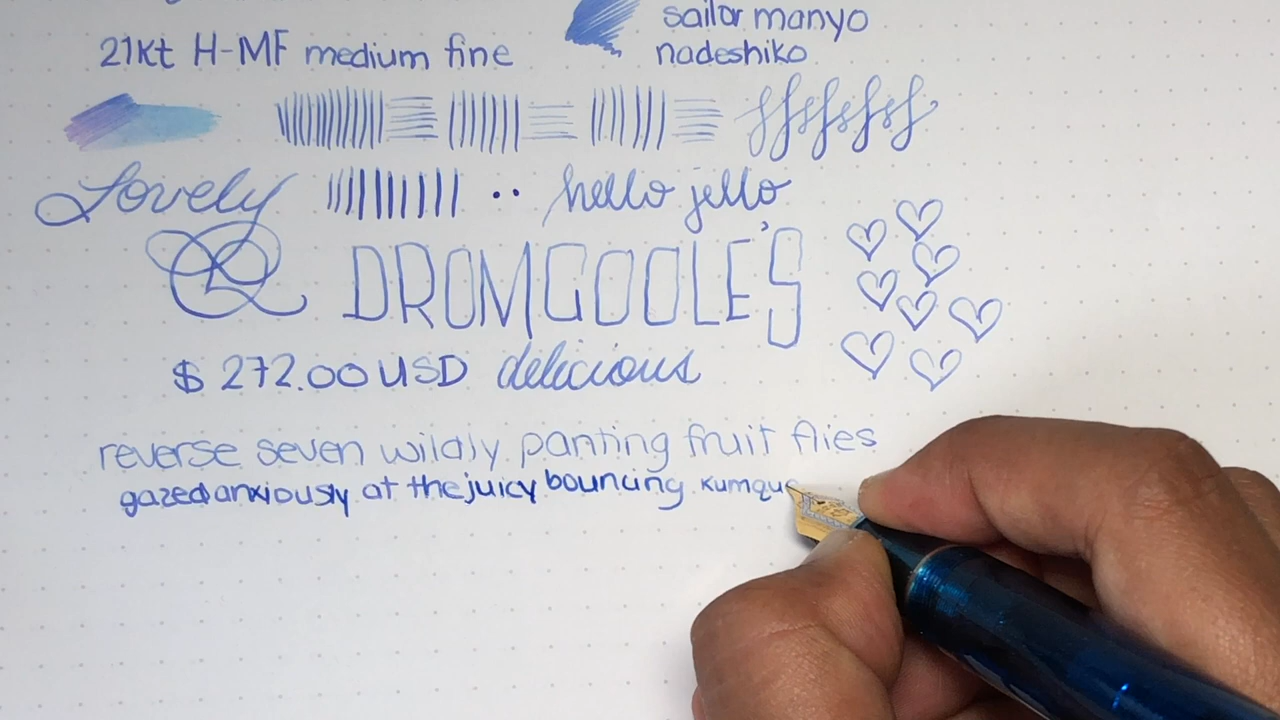 21kt H-MF medium fine
sailor manyo
nadeshiko
Lovely
hello jello
DROMGOOLE'S
$ 272.00 USD delicious
reverse seven wildly panting fruit flies
gazed anxiously at the juicy bouncing kumqu